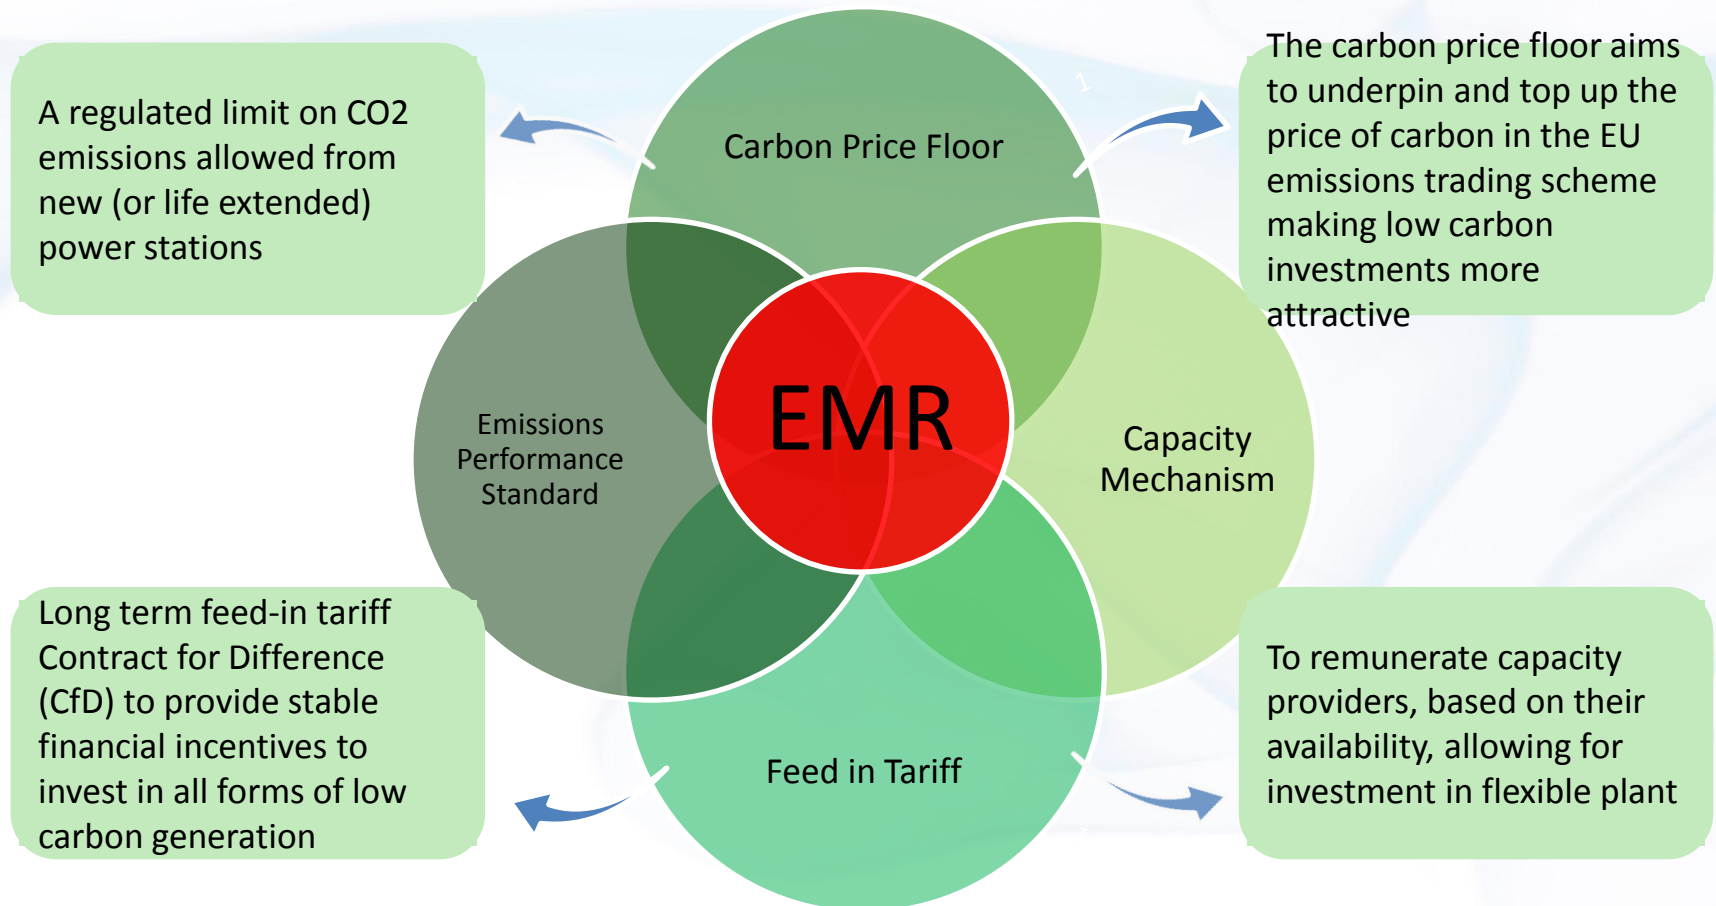 A regulated limit on CO2
emissions allowed from
new (or life extended)
power stations
Carbon Price Floor
1
The carbon price floor aims
to underpin and top up the
price of carbon in the EU
emissions trading scheme
making low carbon
investments more
attractive
Emissions
Performance
Standard
EMR
Capacity
Mechanism
Long term feed-in tariff
Contract for Difference
(CfD) to provide stable
financial incentives to
invest in all forms of low
carbon generation
Feed in Tariff
To remunerate capacity
providers, based on their
availability, allowing for
investment in flexible plant